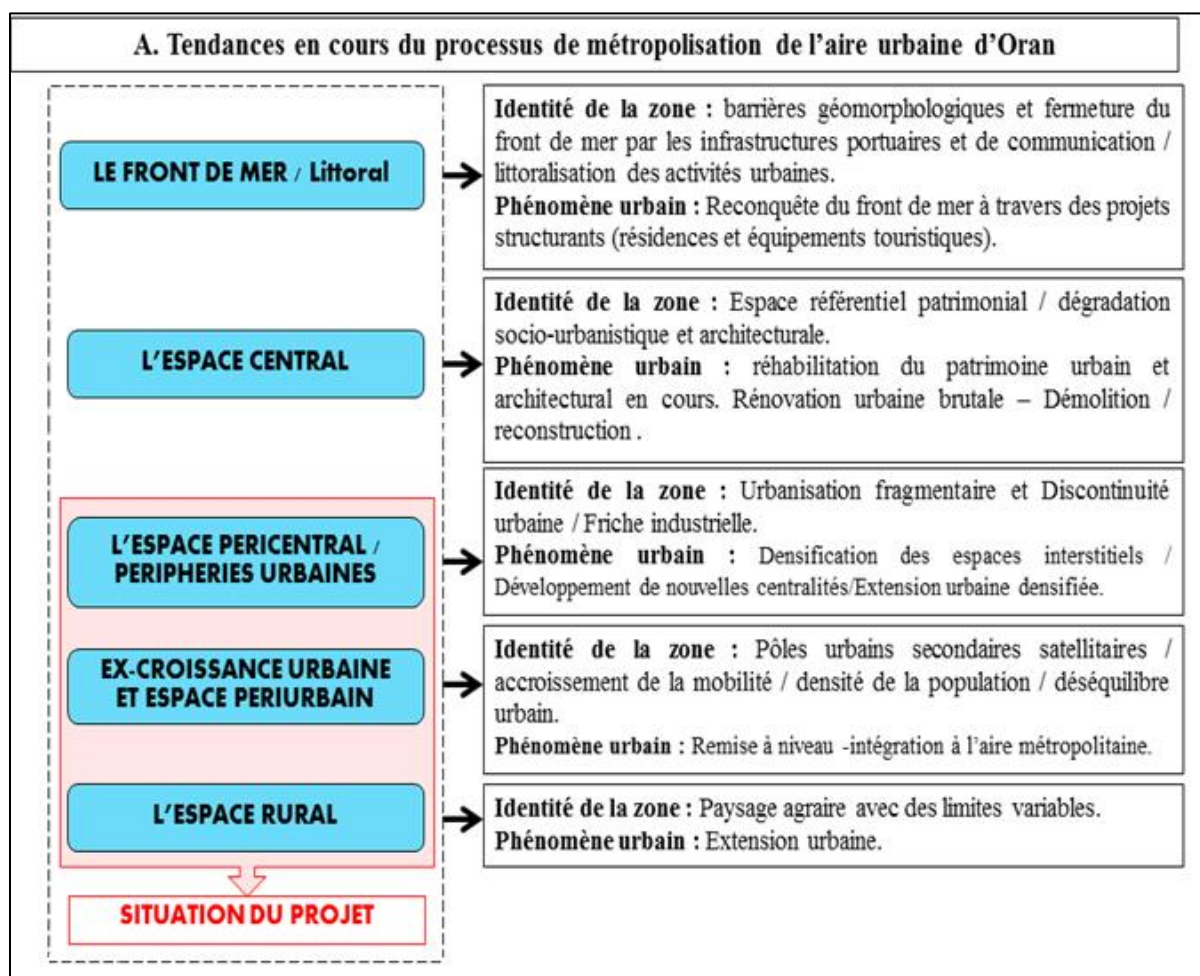 A. Tendances en cours du processus de métropolisation de l'aire urbaine d'Oran
LE FRONT DE MER / Littoral
Identité de la zone : barrières géomorphologiques et fermeture du
front de mer par les infrastructures portuaires et de communication /
littoralisation des activités urbaines.
Phénomène urbain : Reconquête du front de mer à travers des projets
structurants (résidences et équipements touristiques).
L'ESPACE CENTRAL
Identité de la zone : Espace référentiel patrimonial / dégradation
socio-urbanistique et architecturale.
Phénomène urbain : réhabilitation du patrimoine urbain et
architectural en cours. Rénovation urbaine brutale – Démolition /
reconstruction .
L'ESPACE PERICENTRAL /
PERIPHERIES URBAINES
Identité de la zone : Urbanisation fragmentaire et Discontinuité
urbaine / Friche industrielle.
Phénomène urbain : Densification des espaces interstitiels /
Développement de nouvelles centralités/Extension urbaine densifiée.
EX-CROISSANCE URBAINE
ET ESPACE PERIURBAIN
Identité de la zone : Pôles urbains secondaires satellitaires /
accroissement de la mobilité / densité de la population / déséquilibre
urbain.
Phénomène urbain : Remise à niveau -intégration à l'aire métropolitaine.
L'ESPACE RURAL
Identité de la zone : Paysage agraire avec des limites variables.
Phénomène urbain : Extension urbaine.
SITUATION DU PROJET